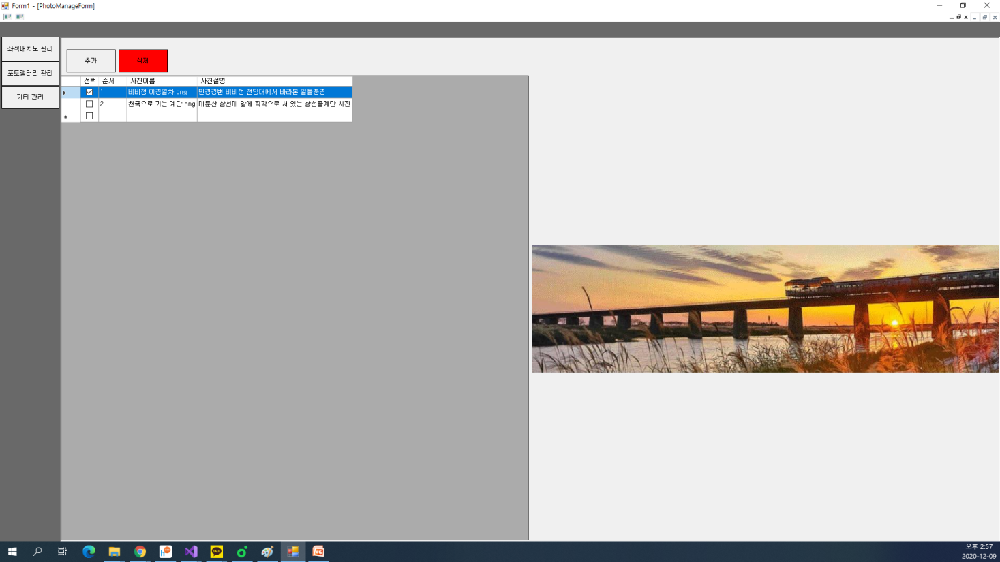 Form1 - [PhotoManageForm]
좌석배치도 관리
포토갤러리 관리
기타 관리
추가 삭제
선택 순서 사진이름 사진설명
1 비비정 야경열차.png 만경강변 비비정 전망대에서 바라본 일몰풍경
2 천국으로 가는 계단.png 대둔산 삼선대 앞에 직각으로 서 있는 삼선줄계단 사진
TALK
오후 2:57
2020-12-09